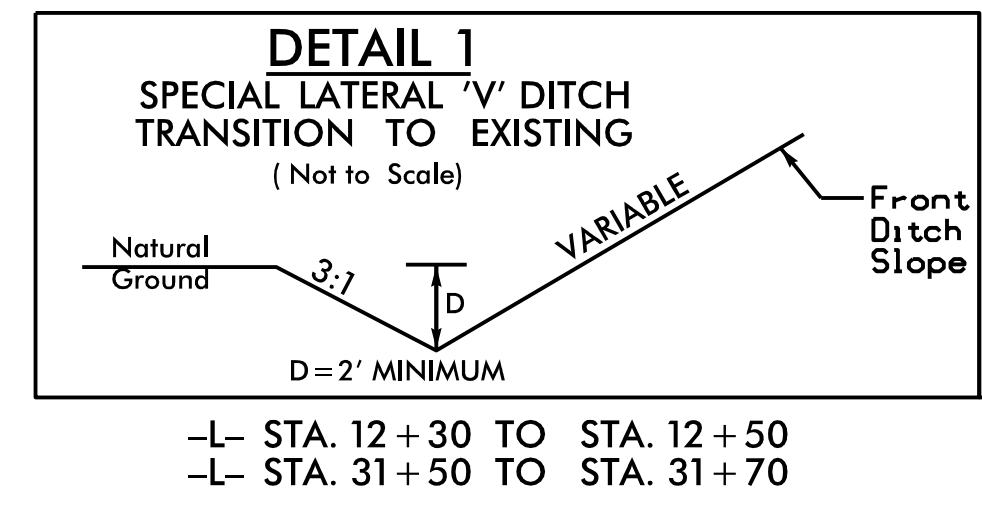 DETAIL 1
SPECIAL LATERAL 'V' DITCH
TRANSITION TO EXISTING
( Not to Scale)
Natural
Ground
3:1
D
VARIABLE
Front
Ditch
Slope
D=2' MINIMUM
–L– STA. 12+30 TO STA. 12+50
–L– STA. 31+50 TO STA. 31+70